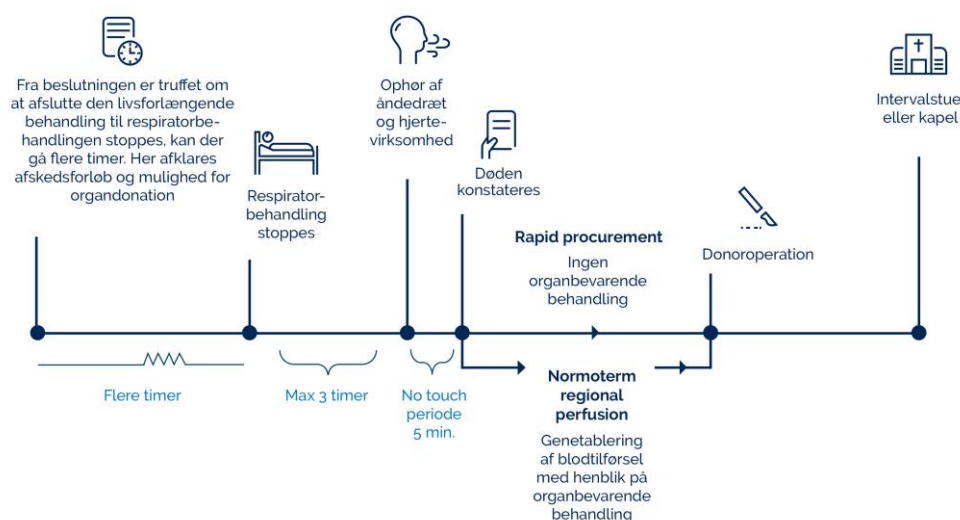 Fra beslutningen er truffet om
at afslutte den livsforlængende
behandling til respiratorbe-
handlingen stoppes, kan der
gå flere timer. Her afklares
afskedsforløb og mulighed for
organdonation
Respirator-
behandling
stoppes
Ophør af
åndedræt
og hjerte-
virksomhed
Døden
konstateres
Rapid procurement
Ingen
organbevarende
behandling
Donoroperation
Intervalstue
eller kapel
Flere timer
Max 3 timer
No touch
periode
5 min.
Normoterm
regional
perfusion
Genetablering
af blodtilførsel
med henblik på
organbevarende
behandling